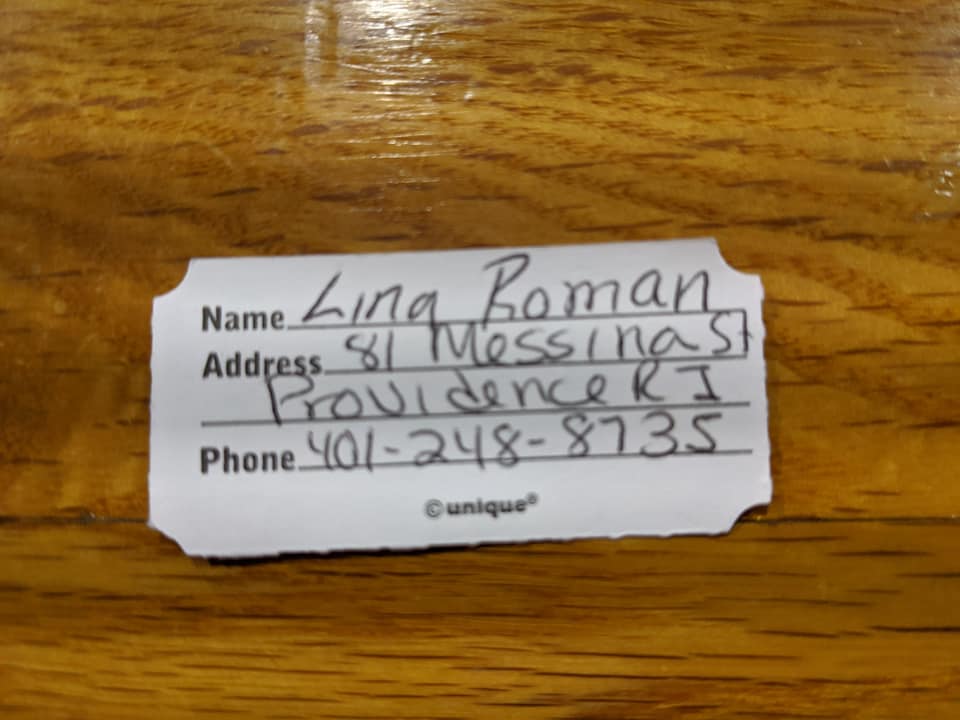 Name Lina Roman
Address 81 Messina St
Providence RI
Phone 401-248-8735
© unique®